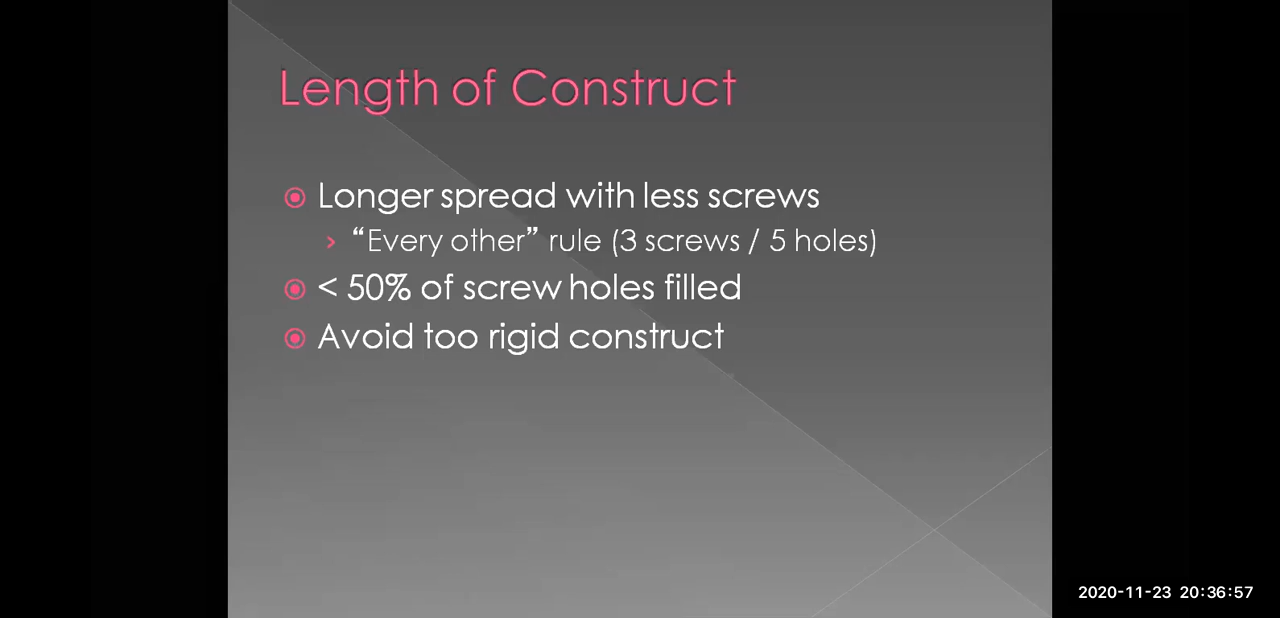 Length of Construct
Longer spread with less screws
“Every other” rule (3 screws / 5 holes)
< 50% of screw holes filled
Avoid too rigid construct
2020-11-23 20:36:57